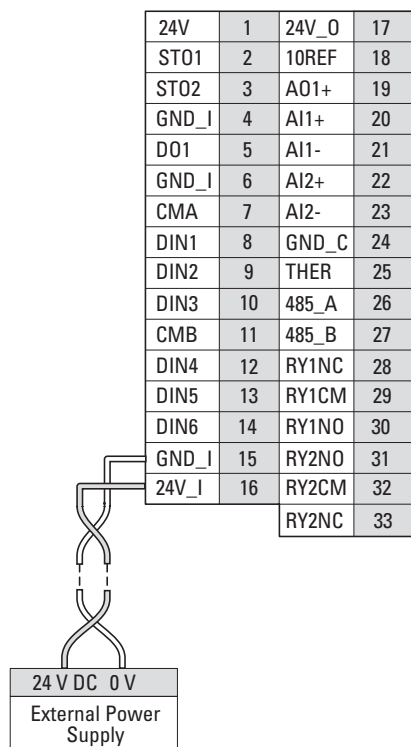 24V 1 24V_O 17
STO1 2 10REF 18
STO2 3 AO1+ 19
GND_I 4 AI1+ 20
DO1 5 AI1- 21
GND_I 6 AI2+ 22
CMA 7 AI2- 23
DIN1 8 GND_C 24
DIN2 9 THER 25
DIN3 10 485_A 26
CMB 11 485_B 27
DIN4 12 RY1NC 28
DIN5 13 RY1CM 29
DIN6 14 RY1NO 30
GND_I 15 RY2NO 31
24V_I 16 RY2CM 32
RY2NC 33
24 V DC 0 V
External Power
Supply